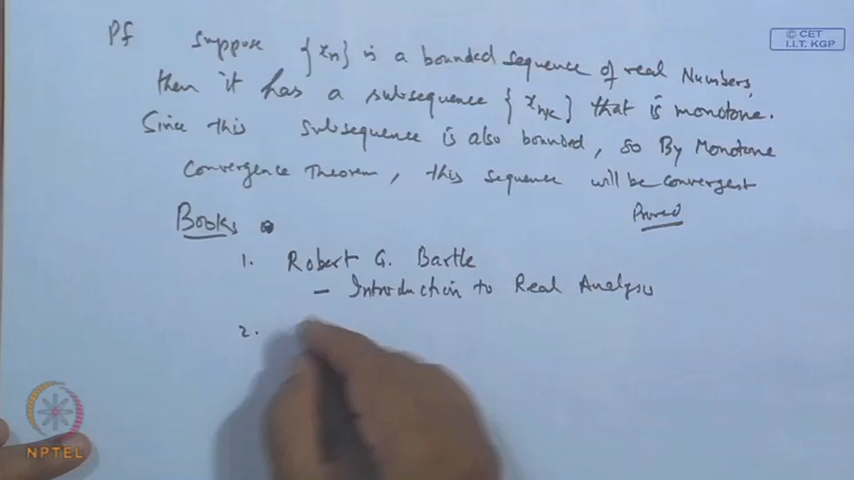 © CET
I.I.T. KGP
Pf Suppose {xn} is a bounded sequence of real Numbers,
then it has a subsequence {xnk} that is monotone.
Since this subsequence is also bounded, so By Monotone
Convergence Theorem, this sequence will be convergent
Proved
Books
1. Robert G. Bartle
- Introduction to Real Analysis
2.
NPTEL